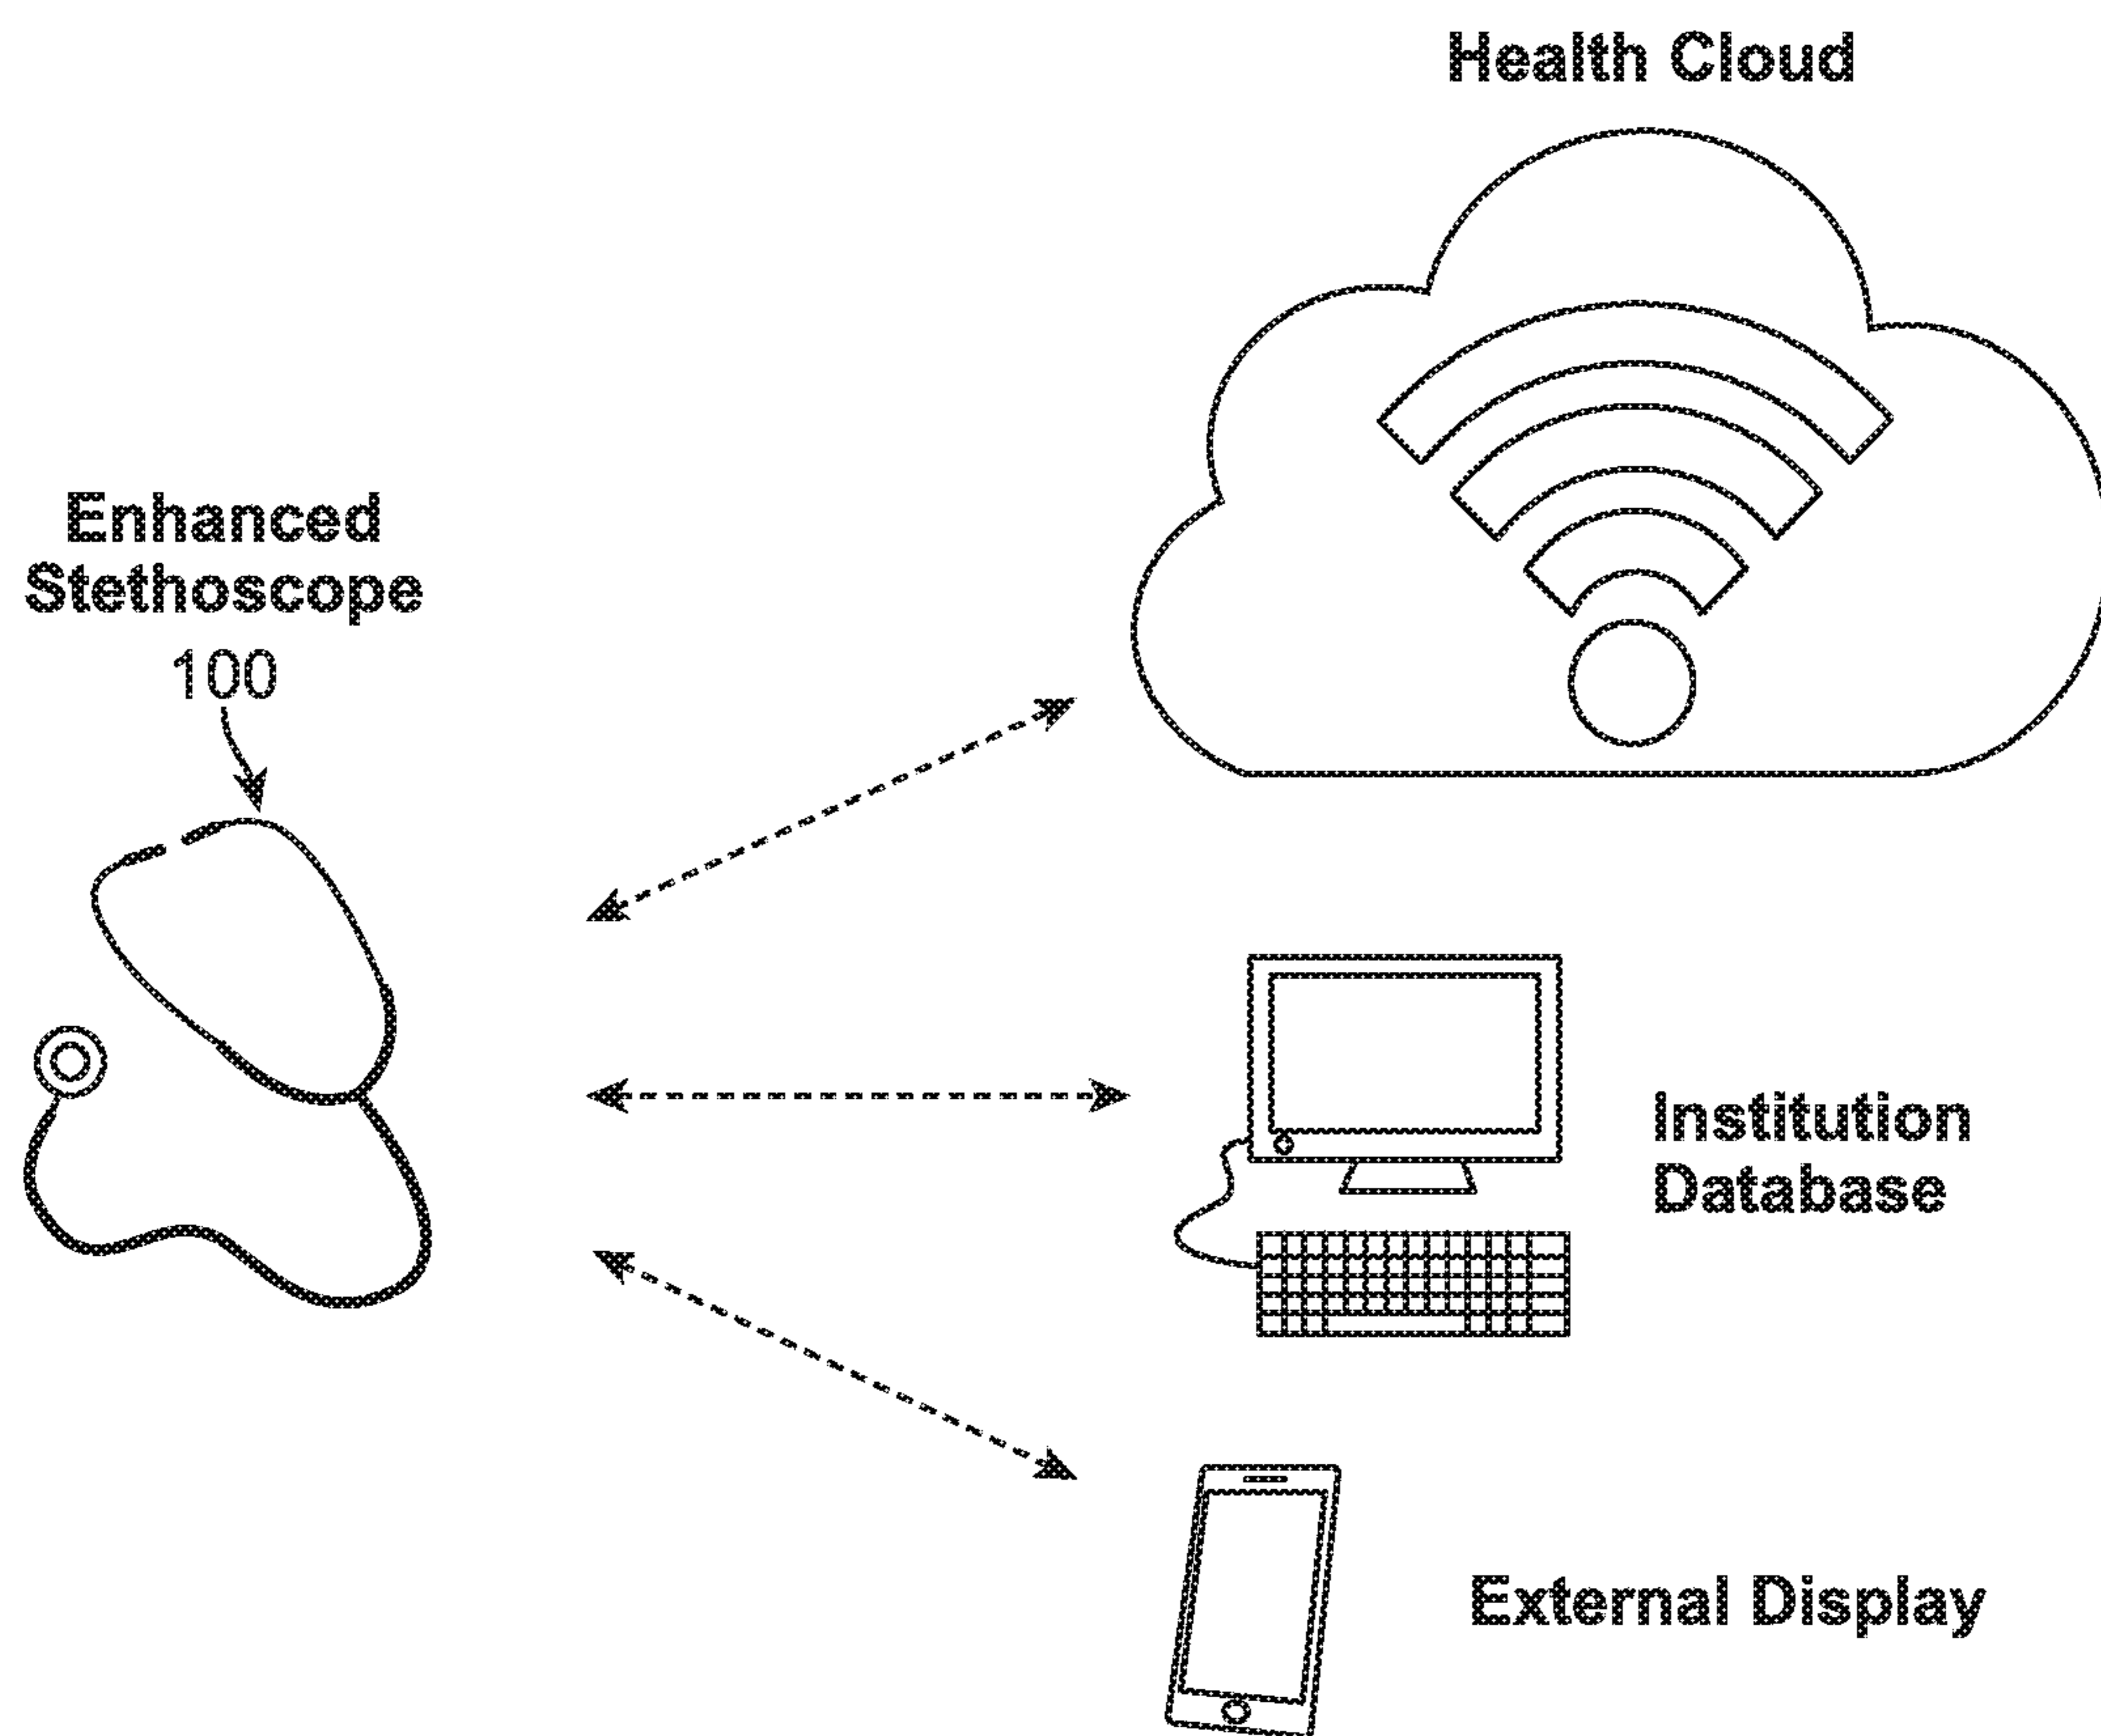 Health Cloud
Enhanced
Stethoscope
100
Institution
Database
External Display